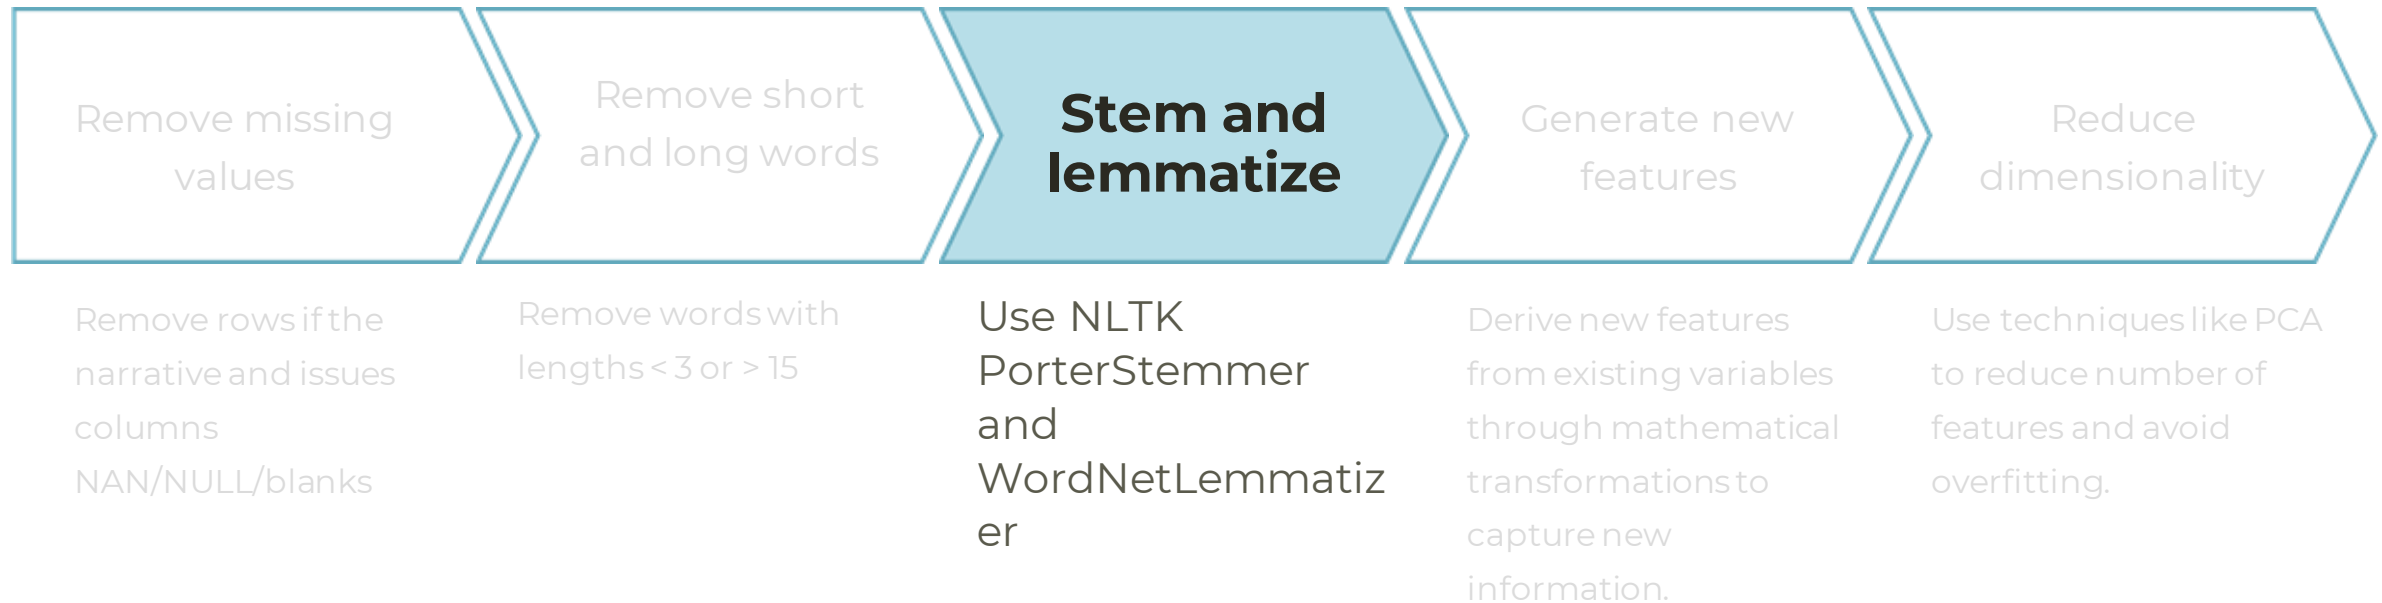 Remove missing
values
Remove short
and long words
Stem and
lemmatize
Generate new
features
Reduce
dimensionality
Remove rows if the
narrative and issues
columns
NAN/NULL/blanks
Remove words with
lengths < 3 or > 15
Use NLTK
PorterStemmer
and
WordNetLemmatiz
er
Derive new features
from existing variables
through mathematical
transformations to
capture new
information.
Use techniques like PCA
to reduce number of
features and avoid
overfitting.